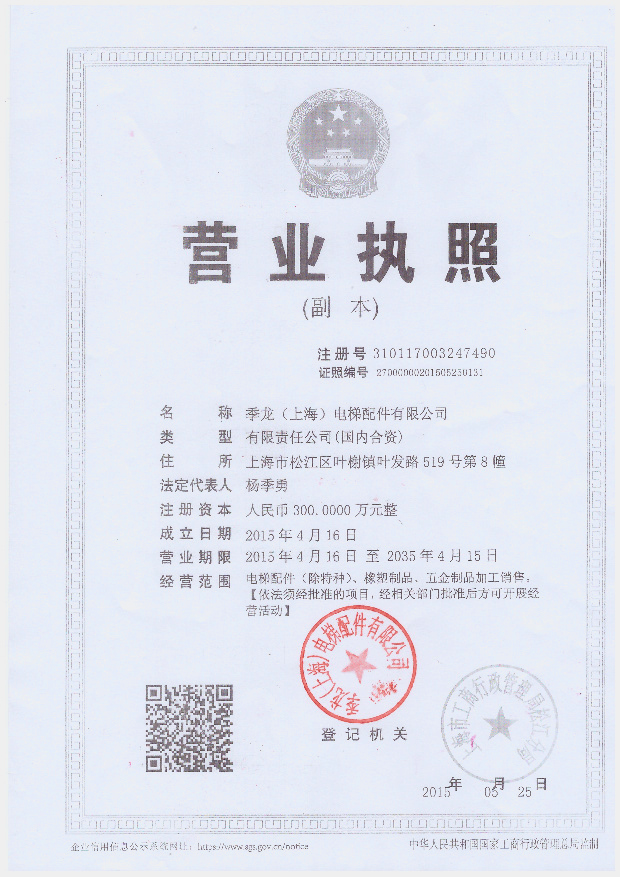 营业执照
(副 本)
注册号 310117003247490
证照编号 27000000201505250131
名 称 季龙（上海）电梯配件有限公司
类 型 有限责任公司(国内合资)
住 所 上海市松江区叶榭镇叶发路 519 号第 8 幢
法定代表人 杨季勇
注册资本 人民币 300.0000 万元整
成立日期 2015 年 4 月 16 日
营业期限 2015 年 4 月 16 日 至 2035 年 4 月 15 日
经营范围 电梯配件（除特种）、橡塑制品、五金制品加工销售。
【依法须经批准的项目，经相关部门批准后方可开展经
营活动】
季龙(上海)电梯配件有限公司
上海市工商行政管理局松江分局
登记机关
2015 年 05 月 25 日
企业信用信息公示系统网址：https://www.sgs.gov.cn/notice
中华人民共和国国家工商行政管理总局监制